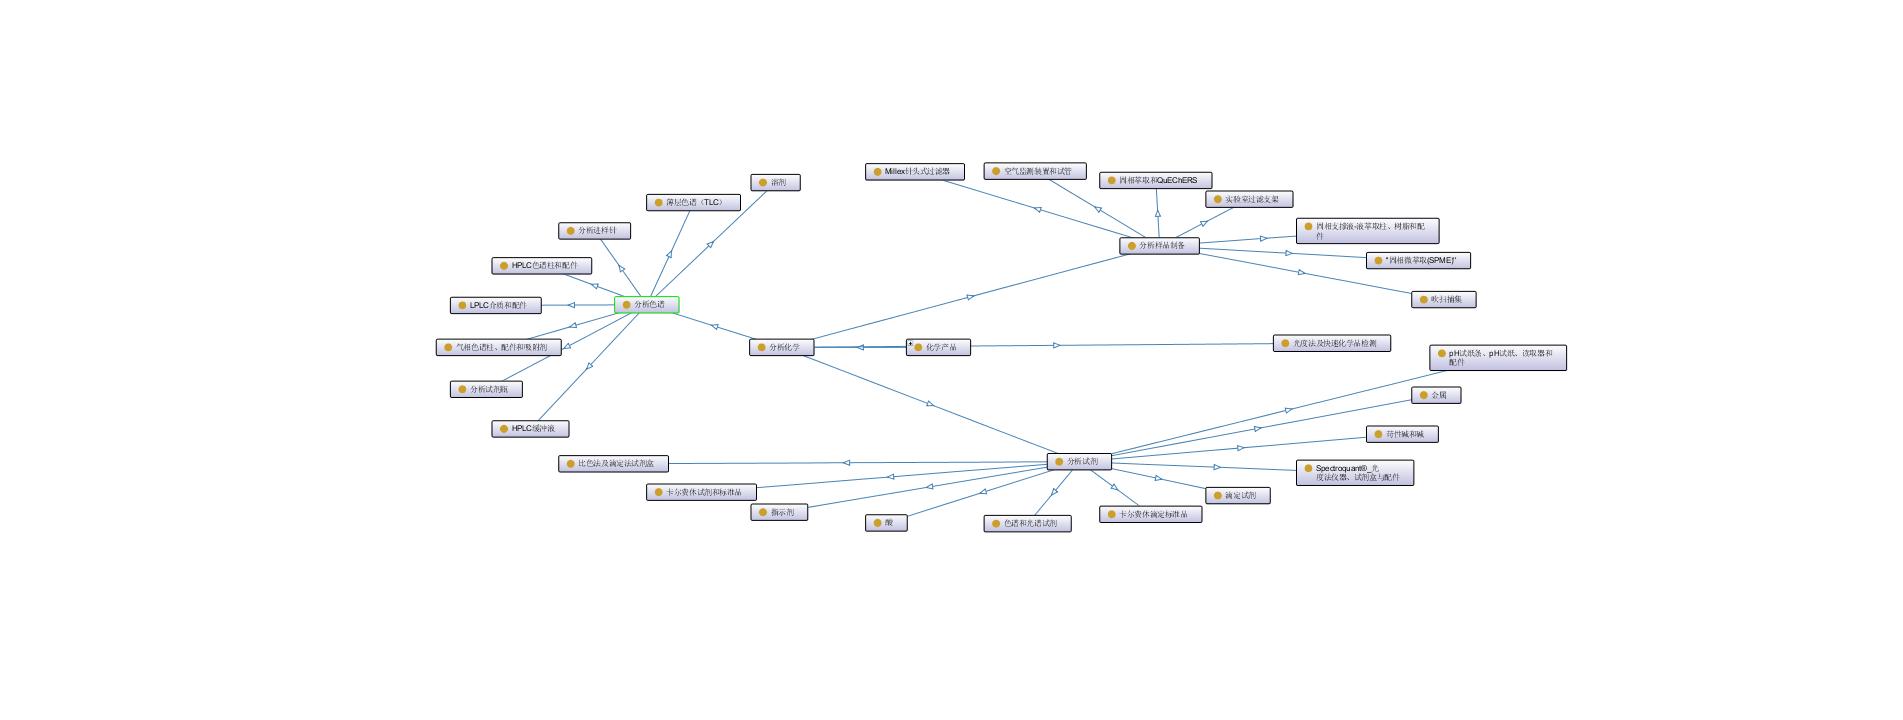 Millex针头式过滤器
空气监测装置和试管
固相萃取和QuEChERS
溶剂
实验室过滤支架
薄层色谱（TLC）
分析进样针
固相支撑液-液萃取柱、树脂和配
件
分析样品制备
"固相微萃取(SPME)"
HPLC色谱柱和配件
吹扫捕集
LPLC介质和配件
分析色谱
气相色谱柱、配件和吸附剂
分析化学
化学产品
光度法及快速化学品检测
pH试纸条、pH试纸、读取器和
配件
分析试剂瓶
金属
HPLC缓冲液
苛性碱和碱
比色法及滴定法试剂盒
分析试剂
Spectroquant®_光
度法仪器、试剂盒与配件
卡尔费休试剂和标准品
滴定试剂
指示剂
卡尔费休滴定标准品
酸
色谱和光谱试剂